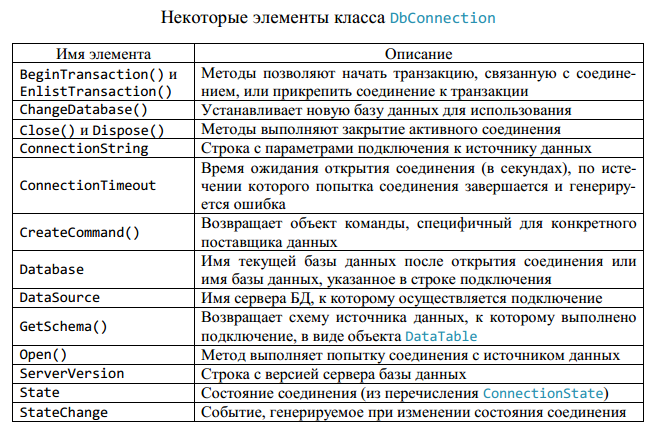 Некоторые элементы класса DbConnection
Имя элемента Описание
BeginTransaction() и Методы позволяют начать транзакцию, связанную с соедине-
EnlistTransaction() нием, или прикрепить соединение к транзакции
ChangeDatabase() Устанавливает новую базу данных для использования
Close() и Dispose() Методы выполняют закрытие активного соединения
ConnectionString Строка с параметрами подключения к источнику данных
Время ожидания открытия соединения (в секундах), по исте-
ConnectionTimeout чении которого попытка соединения завершается и генериру-
ется ошибка
CreateCommand() Возвращает объект команды, специфичный для конкретного
поставщика данных
Database Имя текущей базы данных после открытия соединения или
имя базы данных, указанное в строке подключения
DataSource Имя сервера БД, к которому осуществляется подключение
GetSchema() Возвращает схему источника данных, к которому выполнено
подключение, в виде объекта DataTable
Open() Метод выполняет попытку соединения с источником данных
ServerVersion Строка с версией сервера базы данных
State Состояние соединения (из перечисления ConnectionState)
StateChange Событие, генерируемое при изменении состояния соединения